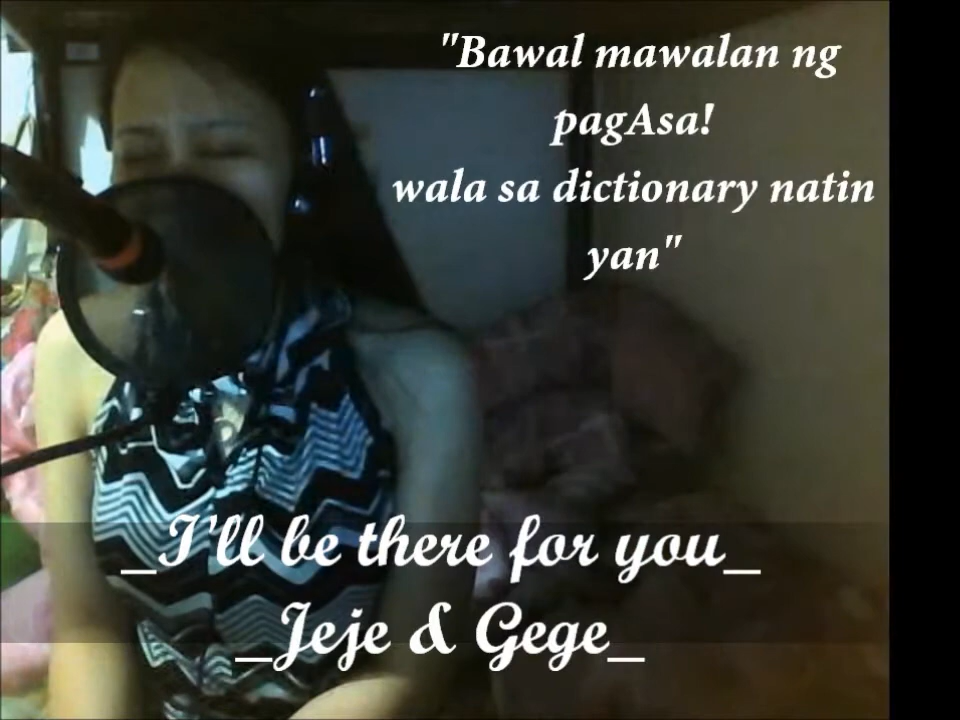 "Bawal mawalan ng
pagAsa!
wala sa dictionary natin
yan"
_I'll be there for you_
_Jeje & Gege_